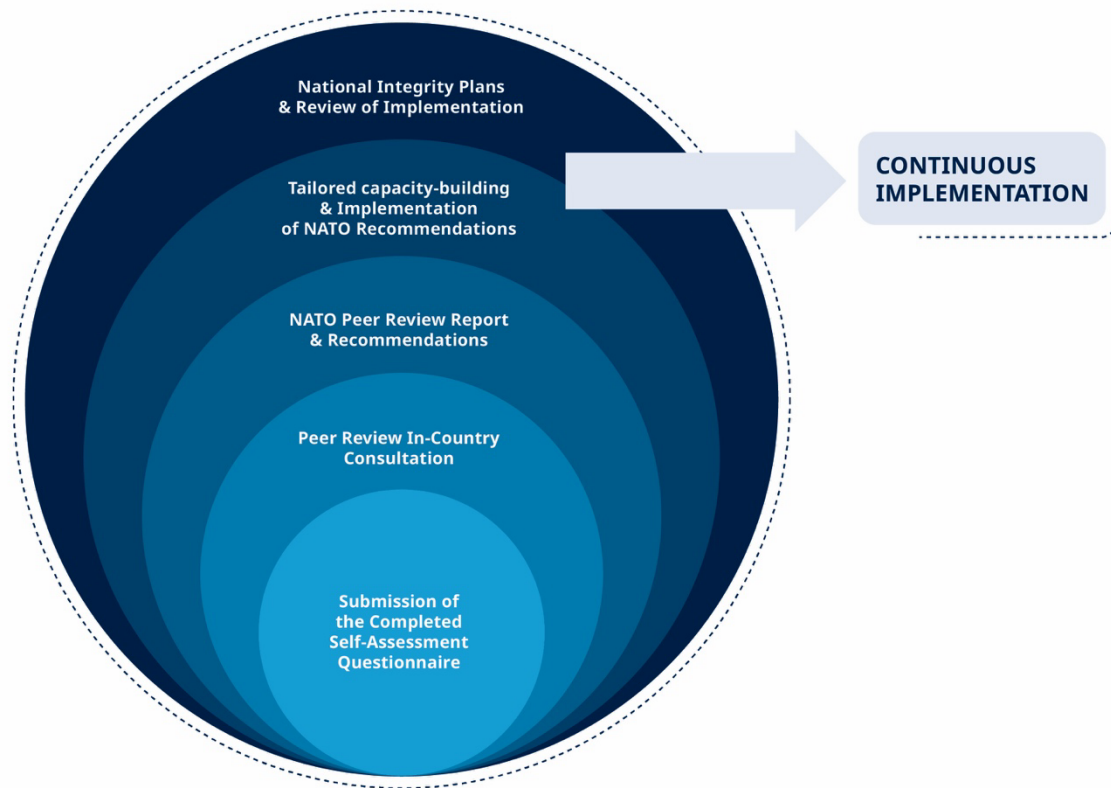 National Integrity Plans
& Review of Implementation
Tailored capacity-building
& Implementation
of NATO Recommendations
CONTINUOUS
IMPLEMENTATION
NATO Peer Review Report
& Recommendations
Peer Review In-Country
Consultation
Submission of
the Completed
Self-Assessment
Questionnaire